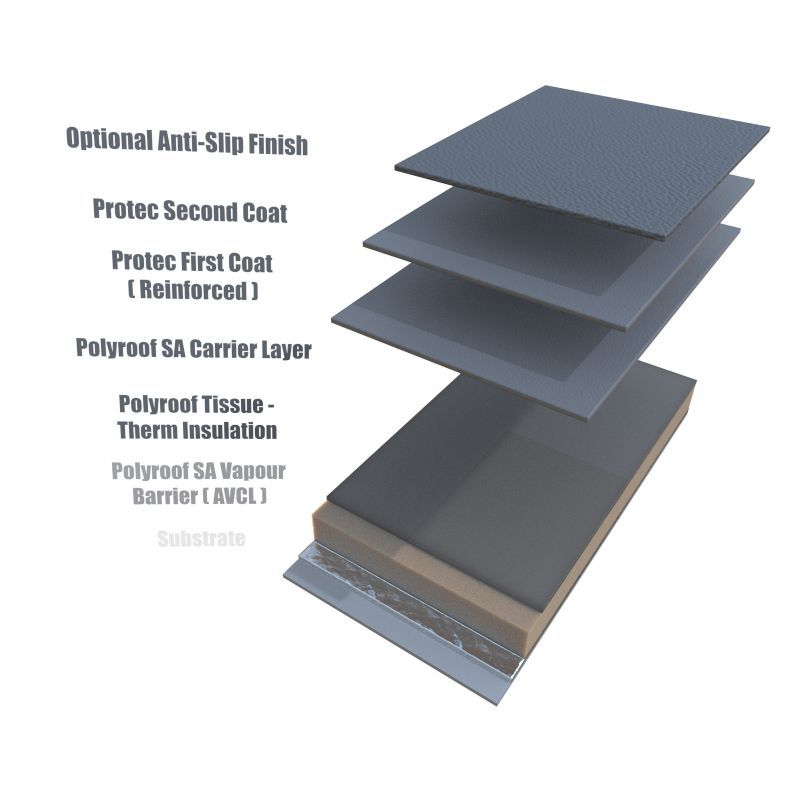 Optional Anti-Slip Finish
Protec Second Coat
Protec First Coat
( Reinforced )
Polyroof SA Carrier Layer
Polyroof Tissue -
Therm Insulation
Polyroof SA Vapour
Barrier ( AVCL )
Substrate